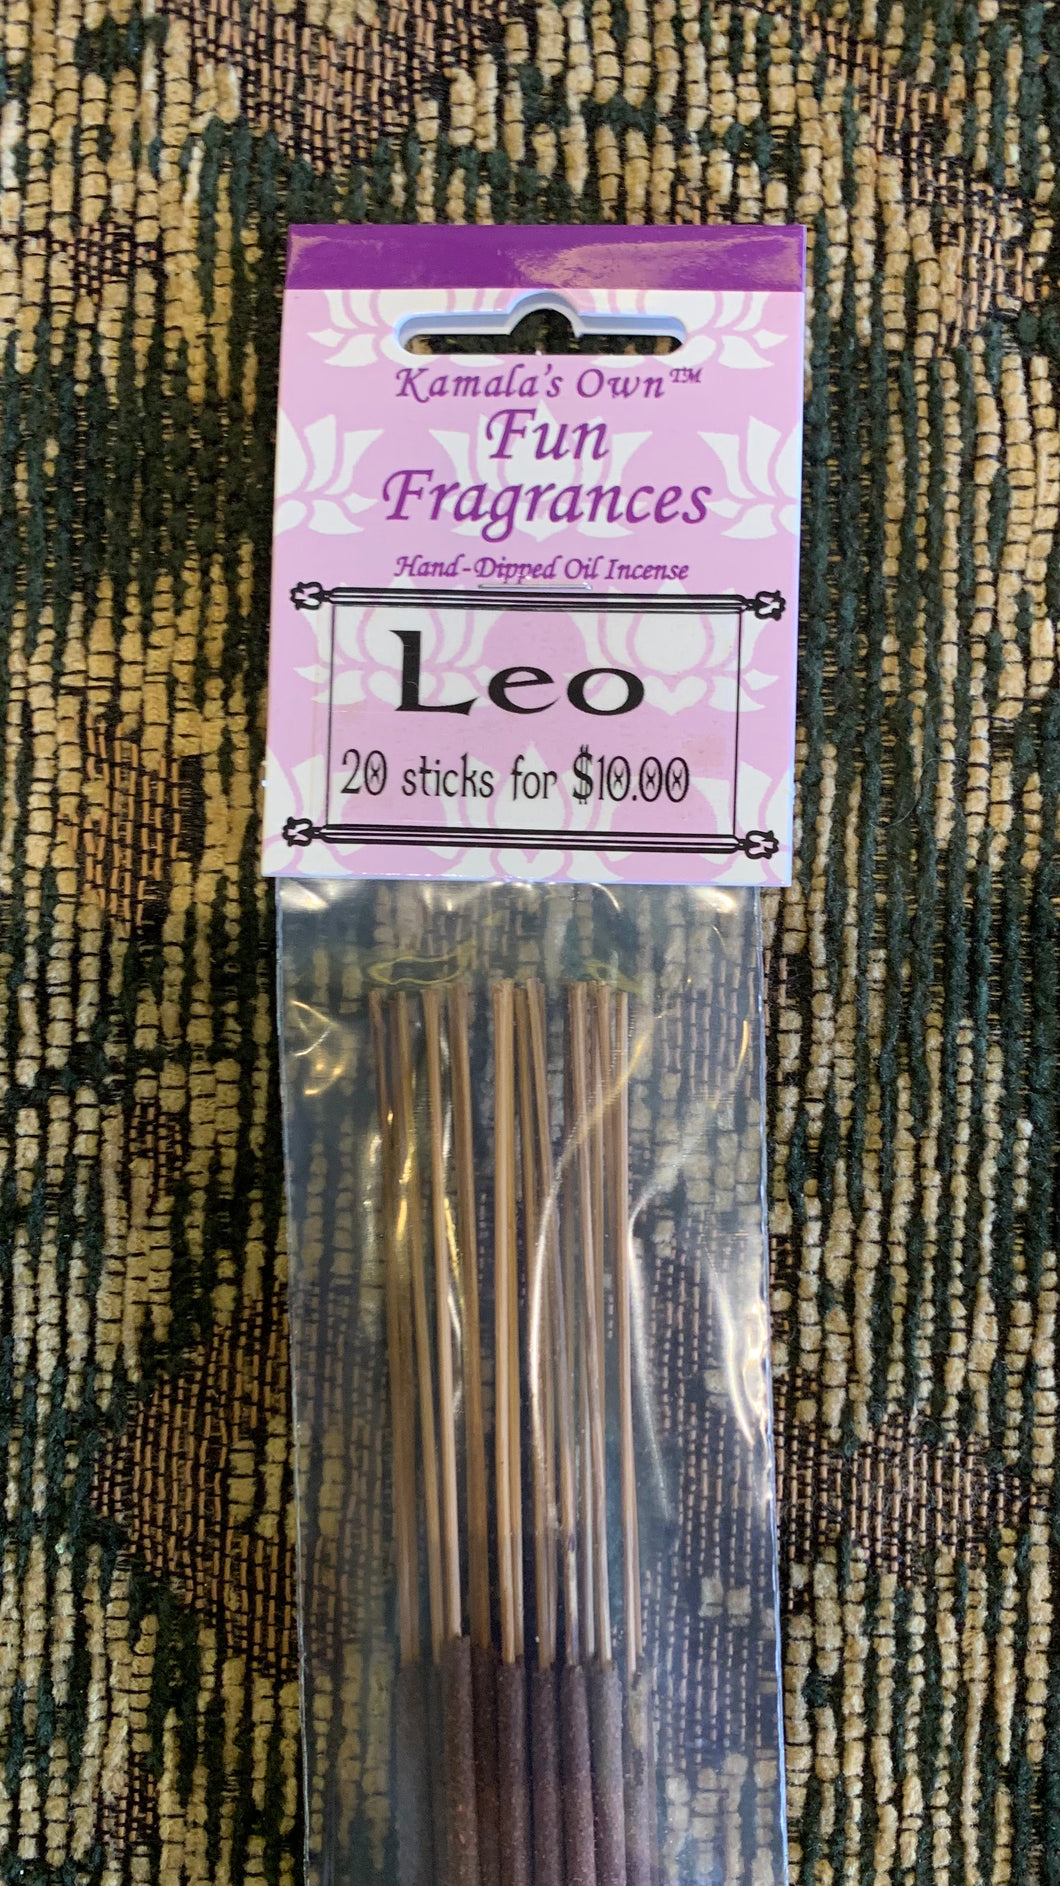 Kamala's Own™
Fun
Fragrances
Hand-Dipped Oil Incense
Leo
20 sticks for $10.00